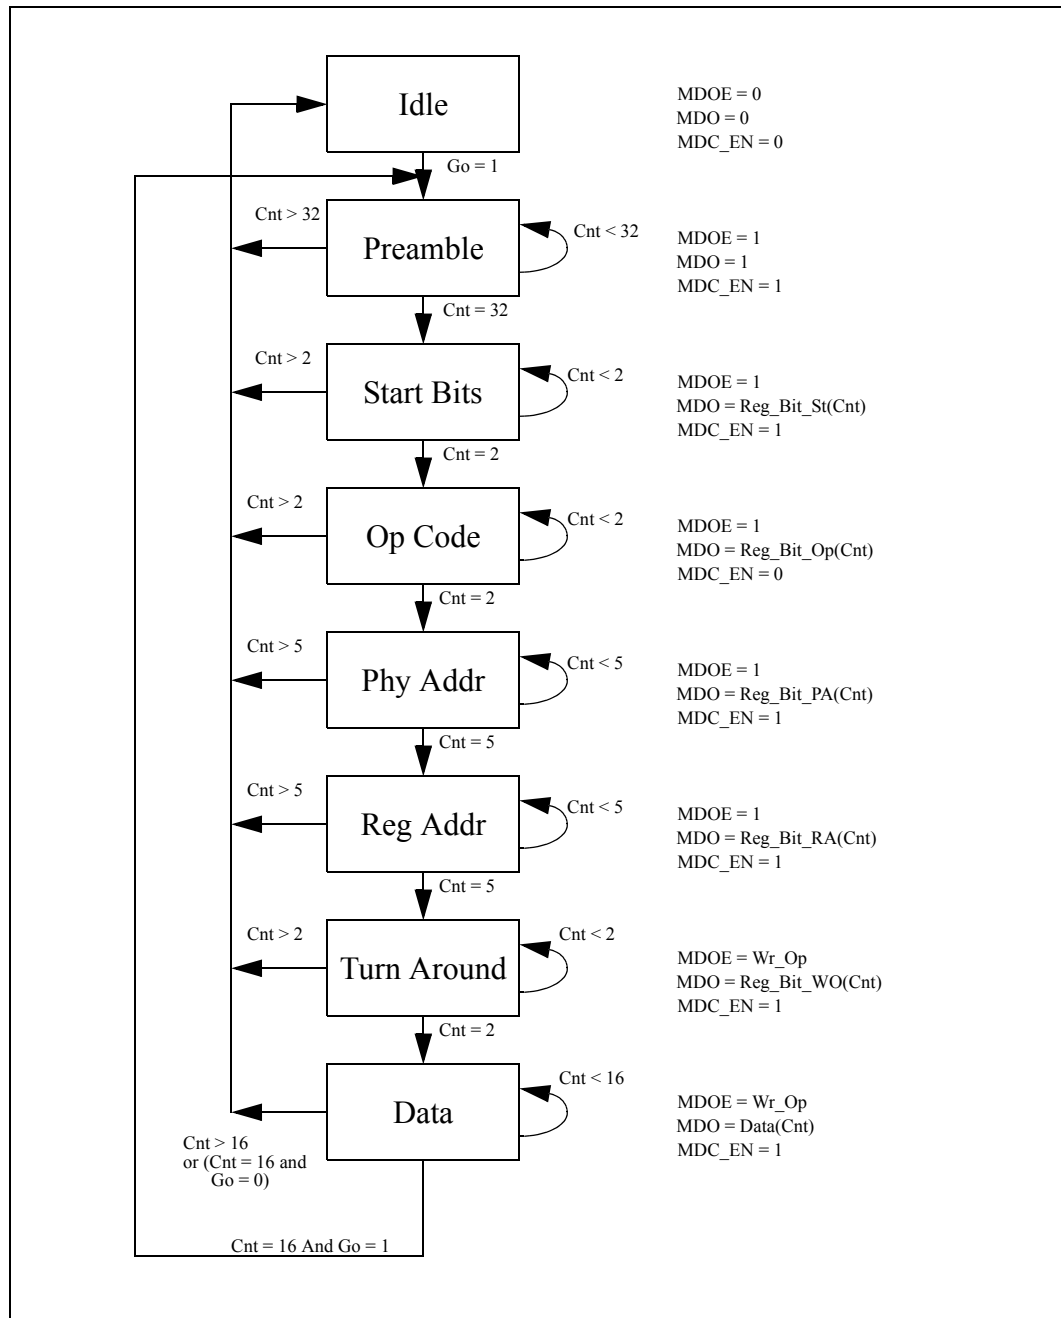 Idle
MDOE = 0
MDO = 0
MDC_EN = 0
Go = 1
Cnt > 32
Preamble
Cnt < 32
MDOE = 1
MDO = 1
MDC_EN = 1
Cnt = 32
Cnt > 2
Start Bits
Cnt < 2
MDOE = 1
MDO = Reg_Bit_St(Cnt)
MDC_EN = 1
Cnt = 2
Cnt > 2
Op Code
Cnt < 2
MDOE = 1
MDO = Reg_Bit_Op(Cnt)
MDC_EN = 0
Cnt = 2
Cnt > 5
Phy Addr
Cnt < 5
MDOE = 1
MDO = Reg_Bit_PA(Cnt)
MDC_EN = 1
Cnt = 5
Cnt > 5
Reg Addr
Cnt < 5
MDOE = 1
MDO = Reg_Bit_RA(Cnt)
MDC_EN = 1
Cnt = 5
Cnt > 2
Turn Around
Cnt < 2
MDOE = Wr_Op
MDO = Reg_Bit_WO(Cnt)
MDC_EN = 1
Cnt = 2
Data
Cnt < 16
MDOE = Wr_Op
MDO = Data(Cnt)
MDC_EN = 1
Cnt > 16
or (Cnt = 16 and
Go = 0)
Cnt = 16 And Go = 1